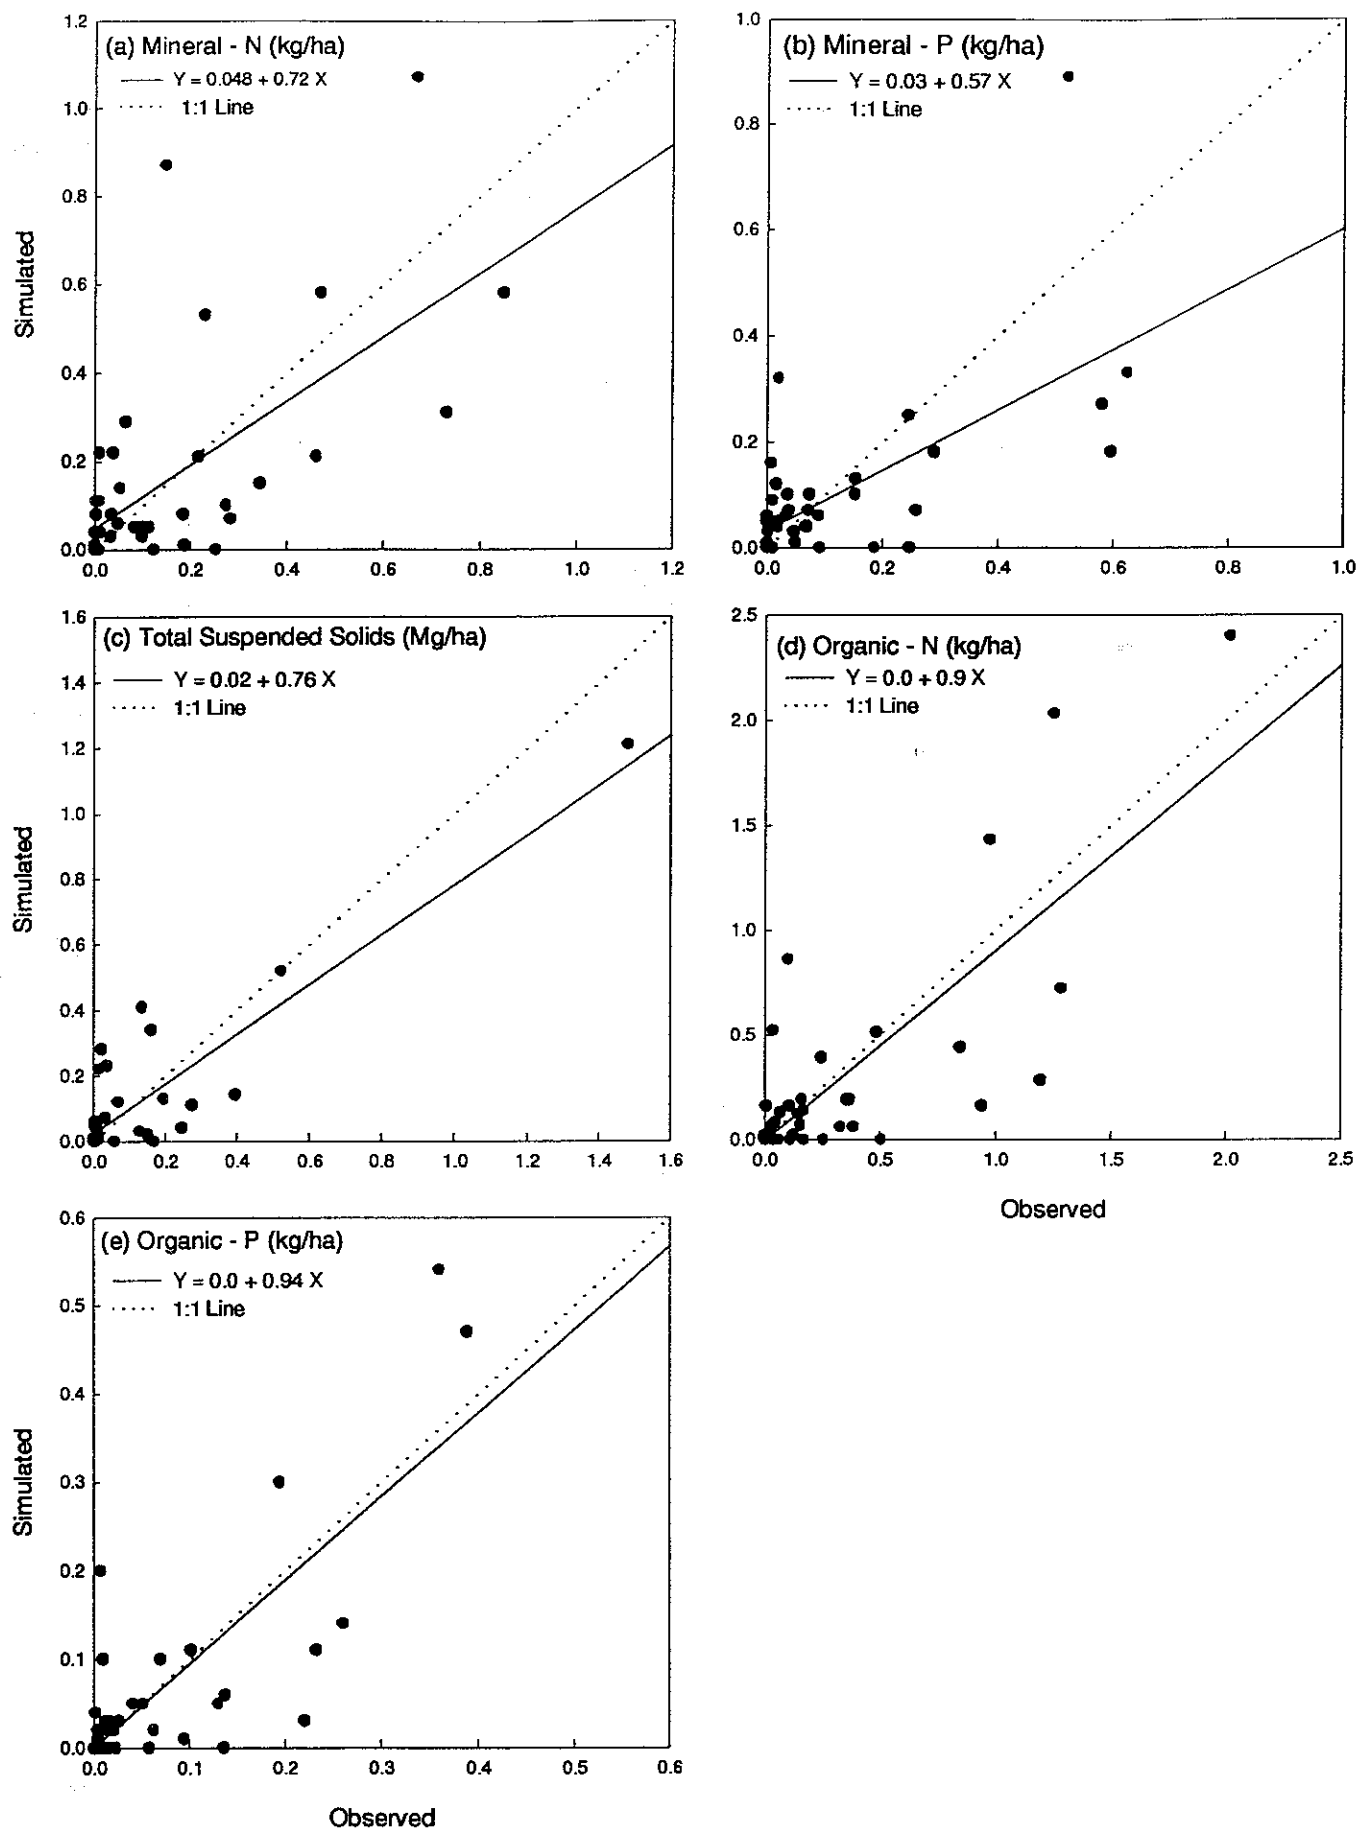 (a) Mineral - N (kg/ha)
Y = 0.048 + 0.72 X
1:1 Line
Simulated
1.2
1.0
0.8
0.6
0.4
0.2
0.0
0.0 0.2 0.4 0.6 0.8 1.0 1.2
(b) Mineral - P (kg/ha)
Y = 0.03 + 0.57 X
1:1 Line
1.0
0.8
0.6
0.4
0.2
0.0
0.0 0.2 0.4 0.6 0.8 1.0
(c) Total Suspended Solids (Mg/ha)
Y = 0.02 + 0.76 X
1:1 Line
Simulated
1.6
1.4
1.2
1.0
0.8
0.6
0.4
0.2
0.0
0.0 0.2 0.4 0.6 0.8 1.0 1.2 1.4 1.6
(d) Organic - N (kg/ha)
Y = 0.0 + 0.9 X
1:1 Line
2.5
2.0
1.5
1.0
0.5
0.0
0.0 0.5 1.0 1.5 2.0 2.5
Observed
(e) Organic - P (kg/ha)
Y = 0.0 + 0.94 X
1:1 Line
Simulated
0.6
0.5
0.4
0.3
0.2
0.1
0.0
0.0 0.1 0.2 0.3 0.4 0.5 0.6
Observed